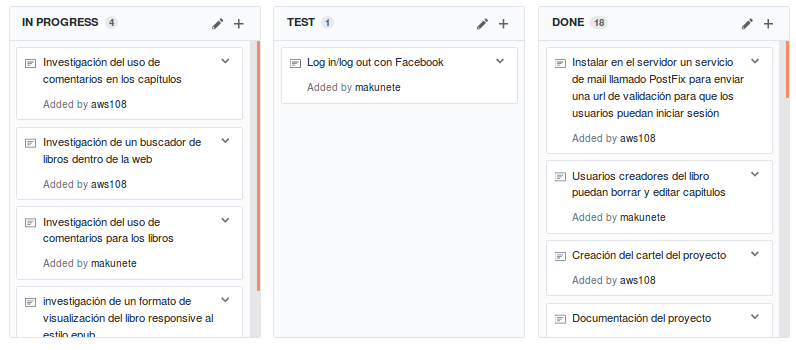 IN PROGRESS 4
Investigación del uso de
comentarios en los capítulos
Added by aws108
Investigación de un buscador de
libros dentro de la web
Added by aws108
Investigación del uso de
comentarios para los libros
Added by makunete
investigación de un formato de
visualización del libro responsive al
estilo epub
TEST 1
Log in/log out con Facebook
Added by makunete
DONE 18
Instalar en el servidor un servicio
de mail llamado PostFix para enviar
una url de validación para que los
usuarios puedan iniciar sesión
Added by aws108
Usuarios creadores del libro
puedan borrar y editar capitulos
Added by makunete
Creación del cartel del proyecto
Added by aws108
Documentación del proyecto